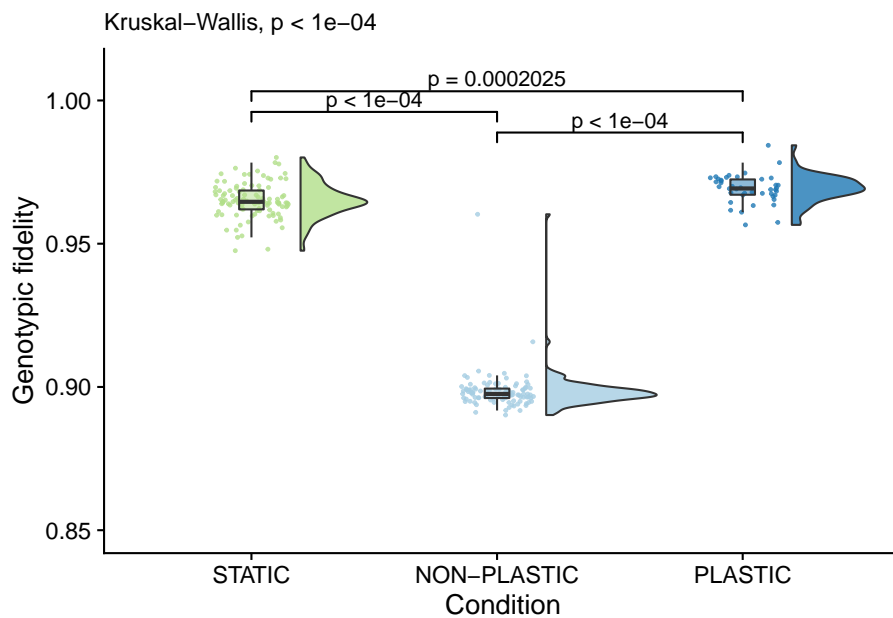 Kruskal−Wallis, p < 1e−04
p = 0.0002025
p < 1e−04
p < 1e−04
1.00
0.95
0.90
0.85
Genotypic fidelity
STATIC
NON−PLASTIC
PLASTIC
Condition